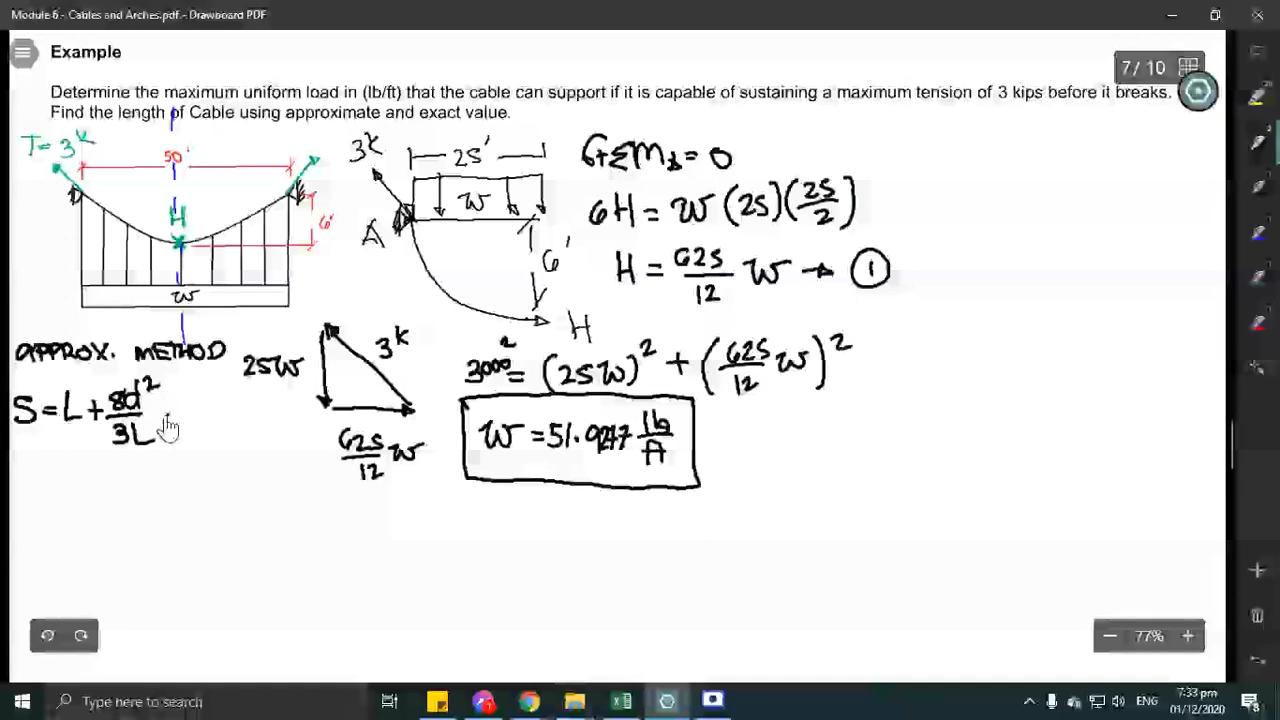 Module 6 - Cables and Arches.pdf - Drawboard PDF
Example
7 / 10
Determine the maximum uniform load in (lb/ft) that the cable can support if it is capable of sustaining a maximum tension of 3 kips before it breaks.
Find the length of Cable using approximate and exact value.
T = 3K
50'
H
6'
w
3K
25'
w
A
6'
H
G+ΣMA = 0
6H = w (25)(25/2)
H = 625/12 w → ①
APPROX. METHOD
S = L + 8d²/3L
25w
3K
625/12 w
3000² = (25w)² + (625/12 w)²
w = 51.9247 lb/ft
77%
Type here to search
7:33 pm
01/12/2020